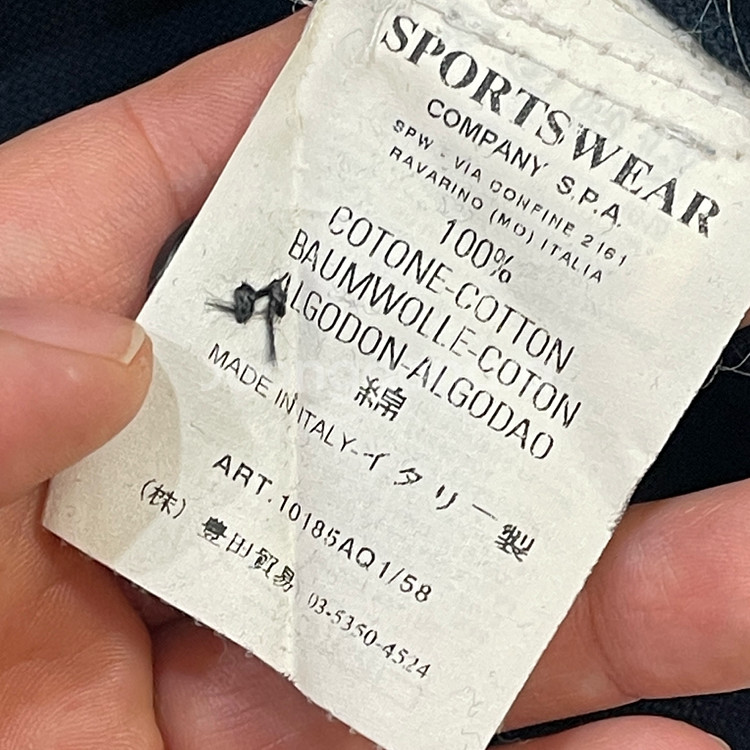 SPORTSWEAR
COMPANY S.P.A.
SPW - VIA CONFINE 2161
RAVARINO (MO) ITALIA
100%
COTONE-COTTON
BAUMWOLLE-COTON
ALGODON-ALGODAO
綿
MADE IN ITALY-イタリー製
ART.10185AQ1/58
(株) 豊田貿易 03-5350-4524